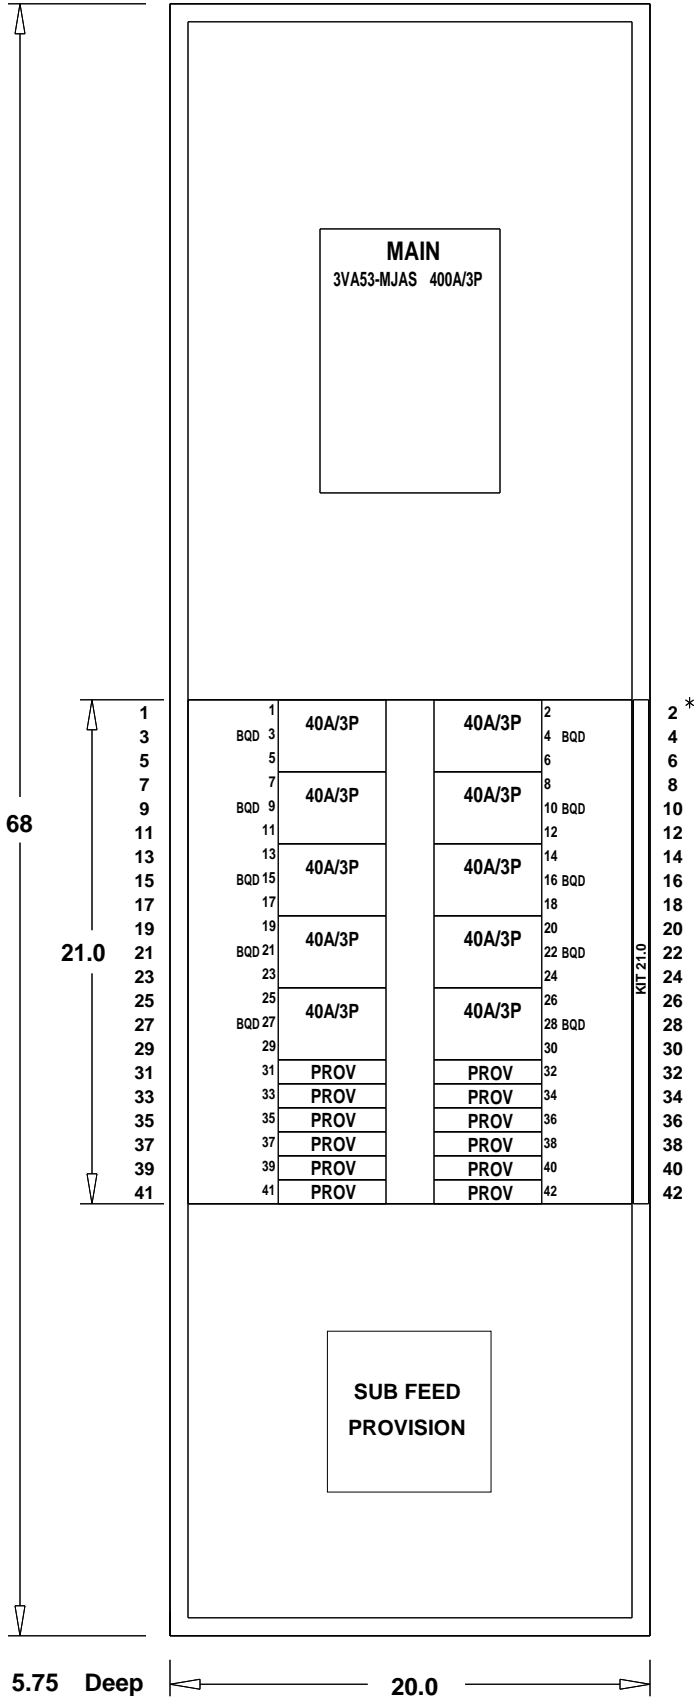 MAIN
3VA53-MJAS 400A/3P
1 1 40A/3P 40A/3P 2 2 *
3 BQD 3 4 BQD 4
5 5 6 6
7 7 40A/3P 40A/3P 8 8
9 BQD 9 10 BQD 10
11 11 12 12
13 13 40A/3P 40A/3P 14 14
15 BQD 15 16 BQD 16
17 17 18 18
19 19 40A/3P 40A/3P 20 20
21 BQD 21 22 BQD 22
23 23 24 24
25 25 40A/3P 40A/3P 26 26
27 BQD 27 28 BQD 28
29 29 30 30
31 31 PROV PROV 32 32
33 33 PROV PROV 34 34
35 35 PROV PROV 36 36
37 37 PROV PROV 38 38
39 39 PROV PROV 40 40
41 41 PROV PROV 42 42
68
21.0
KIT 21.0
SUB FEED
PROVISION
5.75 Deep
20.0